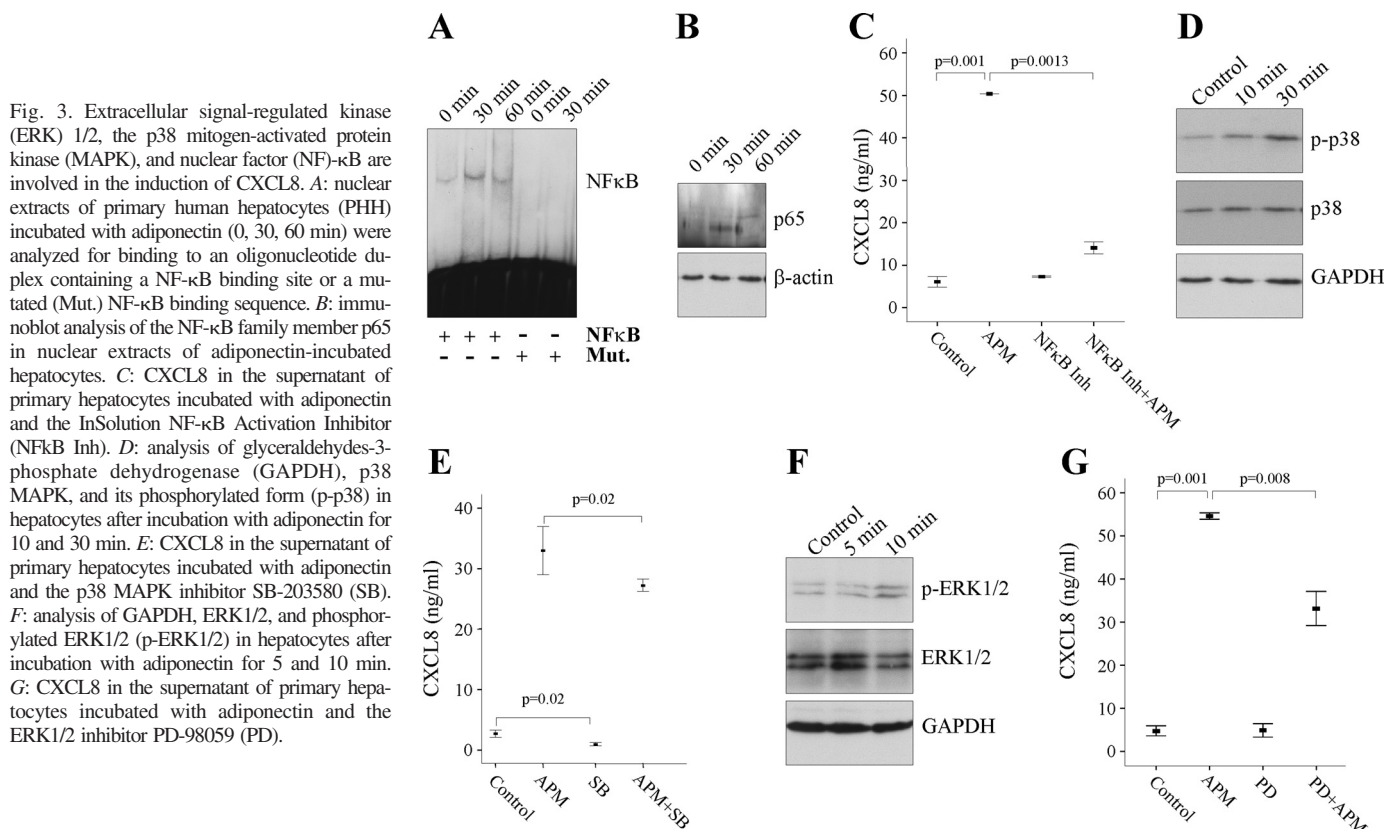 Fig. 3. Extracellular signal-regulated kinase
(ERK) 1/2, the p38 mitogen-activated protein
kinase (MAPK), and nuclear factor (NF)-κB are
involved in the induction of CXCL8. A: nuclear
extracts of primary human hepatocytes (PHH)
incubated with adiponectin (0, 30, 60 min) were
analyzed for binding to an oligonucleotide du-
plex containing a NF-κB binding site or a mu-
tated (Mut.) NF-κB binding sequence. B: immu-
noblot analysis of the NF-κB family member p65
in nuclear extracts of adiponectin-incubated
hepatocytes. C: CXCL8 in the supernatant of
primary hepatocytes incubated with adiponectin
and the InSolution NF-κB Activation Inhibitor
(NFkB Inh). D: analysis of glyceraldehydes-3-
phosphate dehydrogenase (GAPDH), p38
MAPK, and its phosphorylated form (p-p38) in
hepatocytes after incubation with adiponectin for
10 and 30 min. E: CXCL8 in the supernatant of
primary hepatocytes incubated with adiponectin
and the p38 MAPK inhibitor SB-203580 (SB).
F: analysis of GAPDH, ERK1/2, and phosphor-
ylated ERK1/2 (p-ERK1/2) in hepatocytes after
incubation with adiponectin for 5 and 10 min.
G: CXCL8 in the supernatant of primary hepa-
tocytes incubated with adiponectin and the
ERK1/2 inhibitor PD-98059 (PD).
A
0 min 30 min 60 min 0 min 30 min
NFκB
+ + + - - NFκB
- - - + + Mut.
B
0 min 30 min 60 min
p65
β-actin
C
CXCL8 (ng/ml)
60
50
40
30
20
10
0
p=0.001 p=0.0013
Control APM NFκB Inh NFκB Inh+APM
D
Control 10 min 30 min
p-p38
p38
GAPDH
E
CXCL8 (ng/ml)
40
30
20
10
0
p=0.02
p=0.02
Control APM SB APM+SB
F
Control 5 min 10 min
p-ERK1/2
ERK1/2
GAPDH
G
CXCL8 (ng/ml)
60
50
40
30
20
10
0
p=0.001 p=0.008
Control APM PD PD+APM